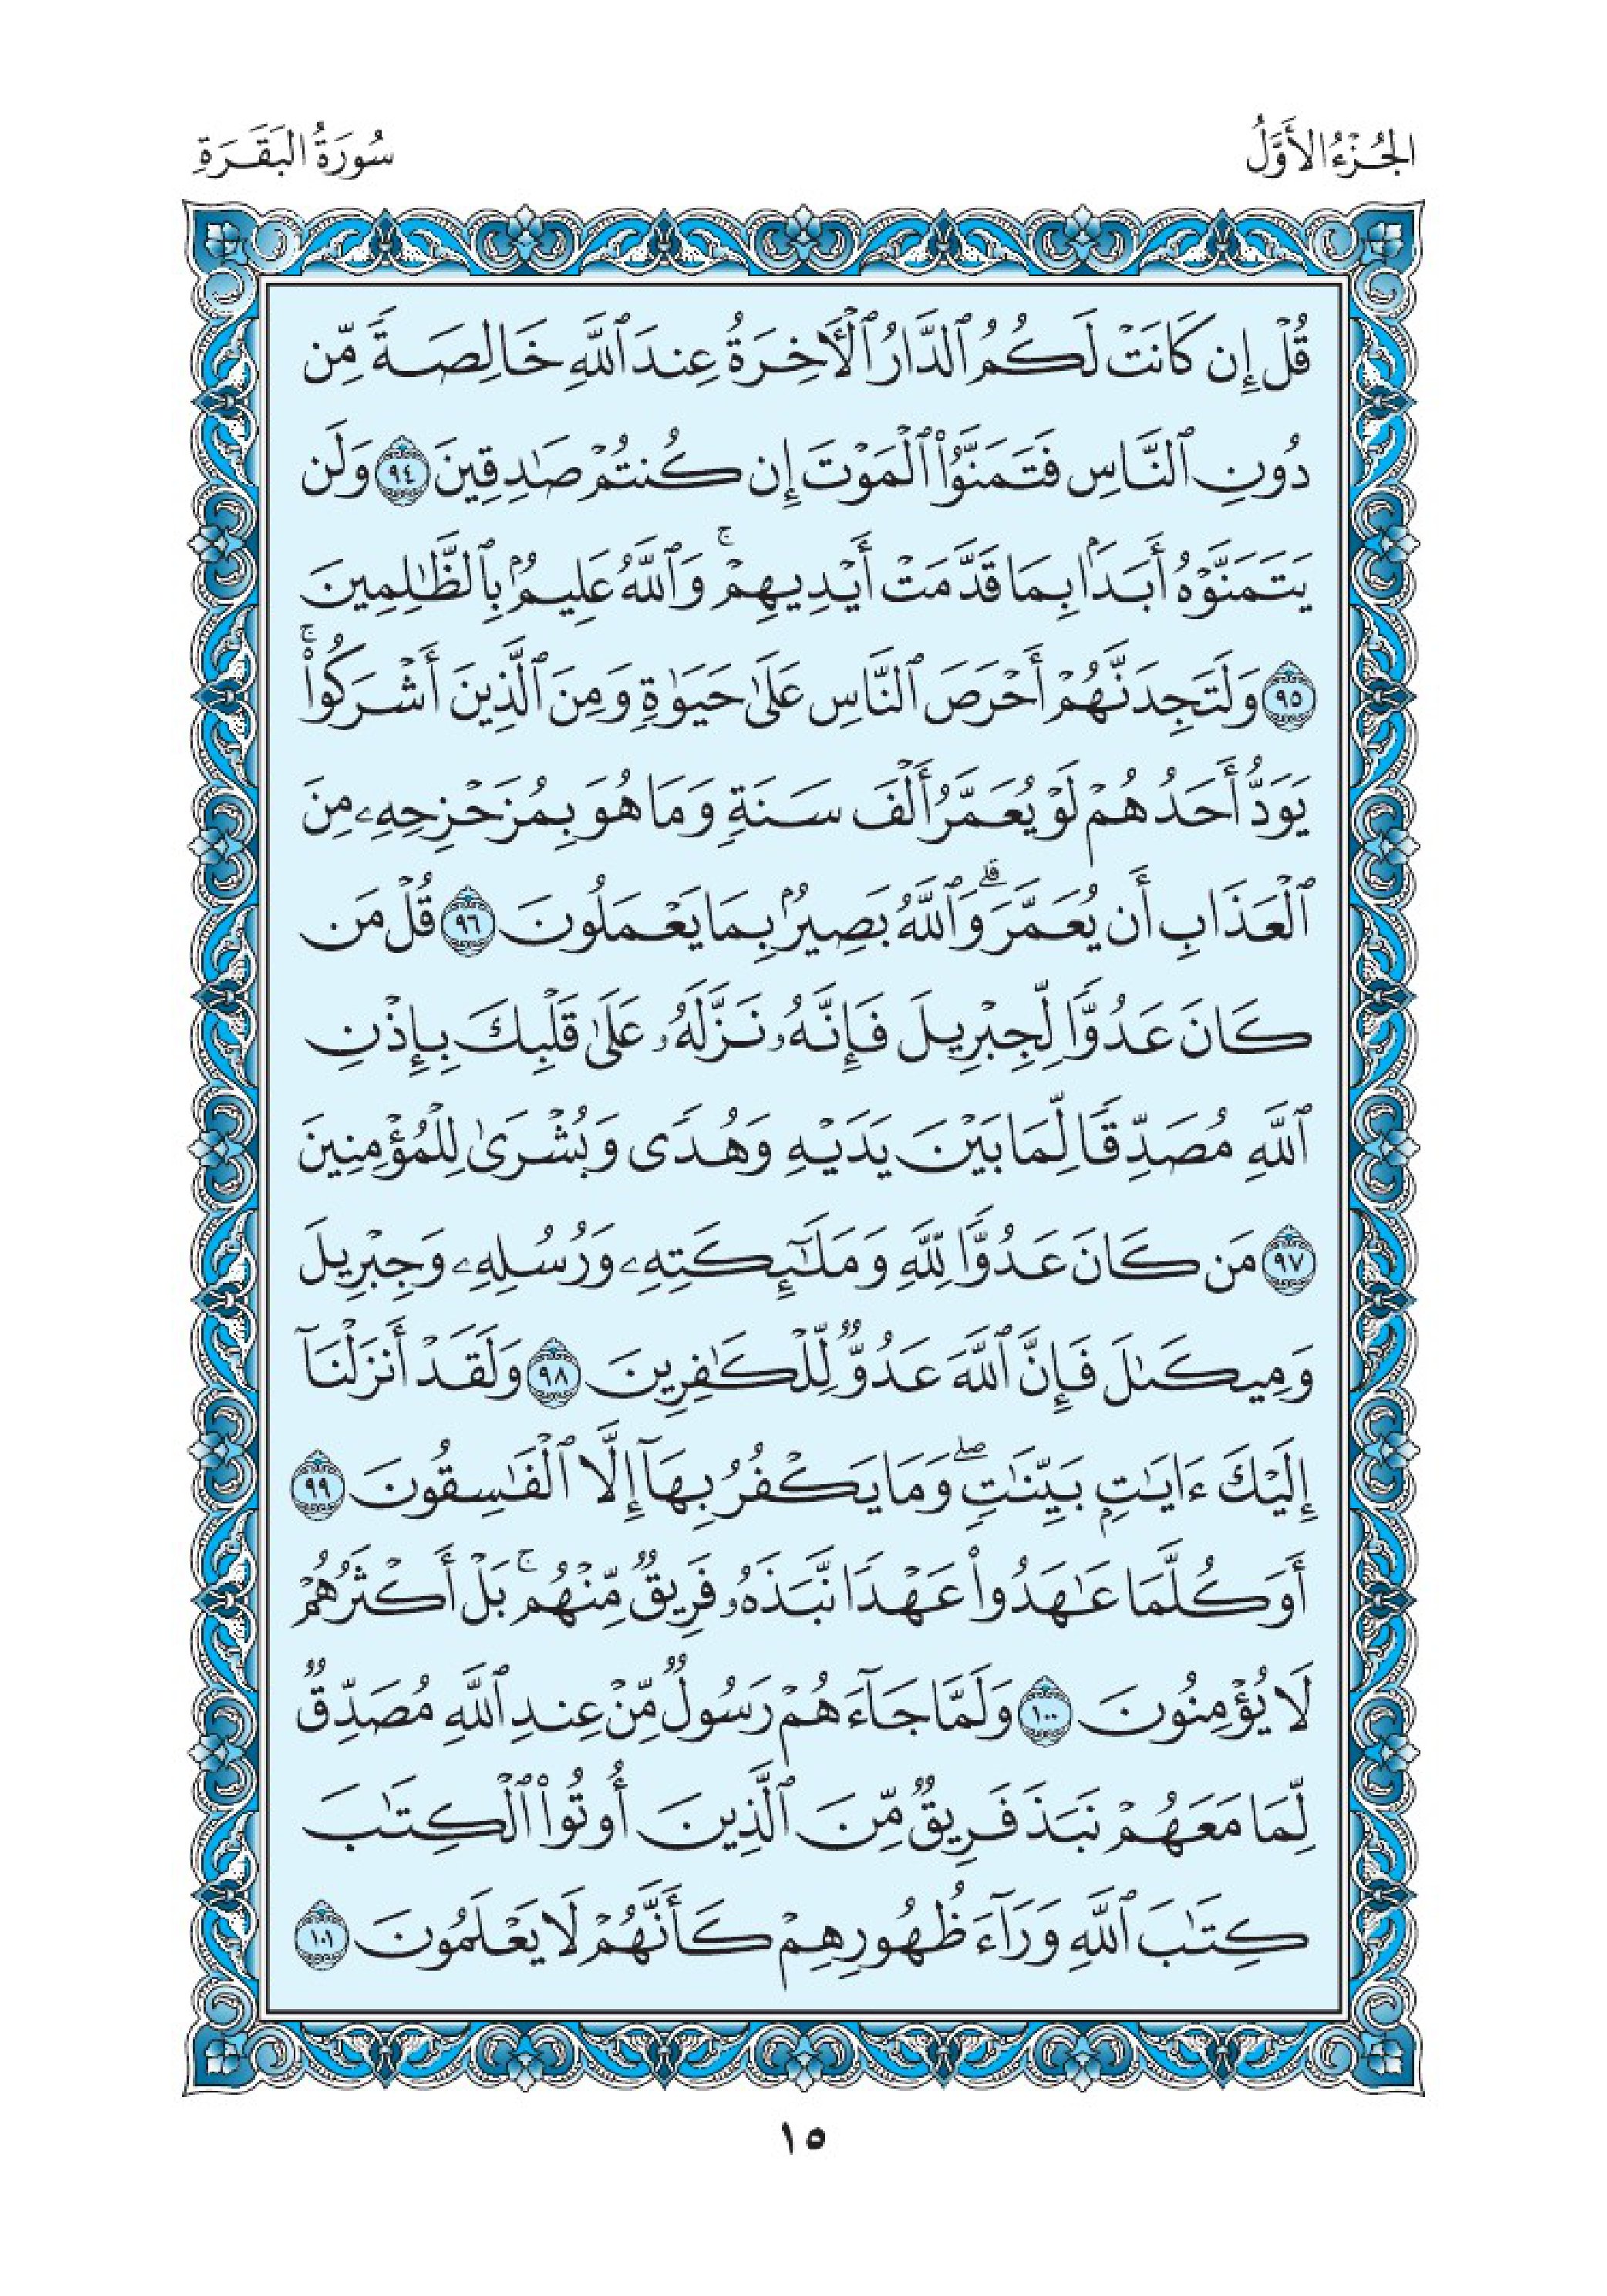 الجُزْءُ الأَوَّلُ
سُورَةُ البَقَرَةِ
قُلْ إِن كَانَتْ لَكُمُ ٱلدَّارُ ٱلْـَٔاخِرَةُ عِندَ ٱللَّهِ خَالِصَةً مِّن
دُونِ ٱلنَّاسِ فَتَمَنَّوُا۟ ٱلْمَوْتَ إِن كُنتُمْ صَـٰدِقِينَ ٩٤ وَلَن
يَتَمَنَّوْهُ أَبَدًۢا بِمَا قَدَّمَتْ أَيْدِيهِمْ ۚ وَٱللَّهُ عَلِيمٌۢ بِٱلظَّـٰلِمِينَ
٩٥ وَلَتَجِدَنَّهُمْ أَحْرَصَ ٱلنَّاسِ عَلَىٰ حَيَوٰةٍ وَمِنَ ٱلَّذِينَ أَشْرَكُوا۟ ۚ
يَوَدُّ أَحَدُهُمْ لَوْ يُعَمَّرُ أَلْفَ سَنَةٍ وَمَا هُوَ بِمُزَحْزِحِهِۦ مِنَ
ٱلْعَذَابِ أَن يُعَمَّرَ ۗ وَٱللَّهُ بَصِيرٌۢ بِمَا يَعْمَلُونَ ٩٦ قُلْ مَن
كَانَ عَدُوًّا لِّجِبْرِيلَ فَإِنَّهُۥ نَزَّلَهُۥ عَلَىٰ قَلْبِكَ بِإِذْنِ
ٱللَّهِ مُصَدِّقًا لِّمَا بَيْنَ يَدَيْهِ وَهُدًى وَبُشْرَىٰ لِلْمُؤْمِنِينَ
٩٧ مَن كَانَ عَدُوًّا لِّلَّهِ وَمَلَـٰٓئِكَتِهِۦ وَرُسُلِهِۦ وَجِبْرِيلَ
وَمِيكَىٰلَ فَإِنَّ ٱللَّهَ عَدُوٌّ لِّلْكَـٰفِرِينَ ٩٨ وَلَقَدْ أَنزَلْنَآ
إِلَيْكَ ءَايَـٰتٍۭ بَيِّنَـٰتٍ ۖ وَمَا يَكْفُرُ بِهَآ إِلَّا ٱلْفَـٰسِقُونَ ٩٩
أَوَكُلَّمَا عَـٰهَدُوا۟ عَهْدًا نَّبَذَهُۥ فَرِيقٌ مِّنْهُم ۚ بَلْ أَكْثَرُهُمْ
لَا يُؤْمِنُونَ ١٠٠ وَلَمَّا جَآءَهُمْ رَسُولٌ مِّنْ عِندِ ٱللَّهِ مُصَدِّقٌ
لِّمَا مَعَهُمْ نَبَذَ فَرِيقٌ مِّنَ ٱلَّذِينَ أُوتُوا۟ ٱلْكِتَـٰبَ
كِتَـٰبَ ٱللَّهِ وَرَآءَ ظُهُورِهِمْ كَأَنَّهُمْ لَا يَعْلَمُونَ ١٠١
١٥